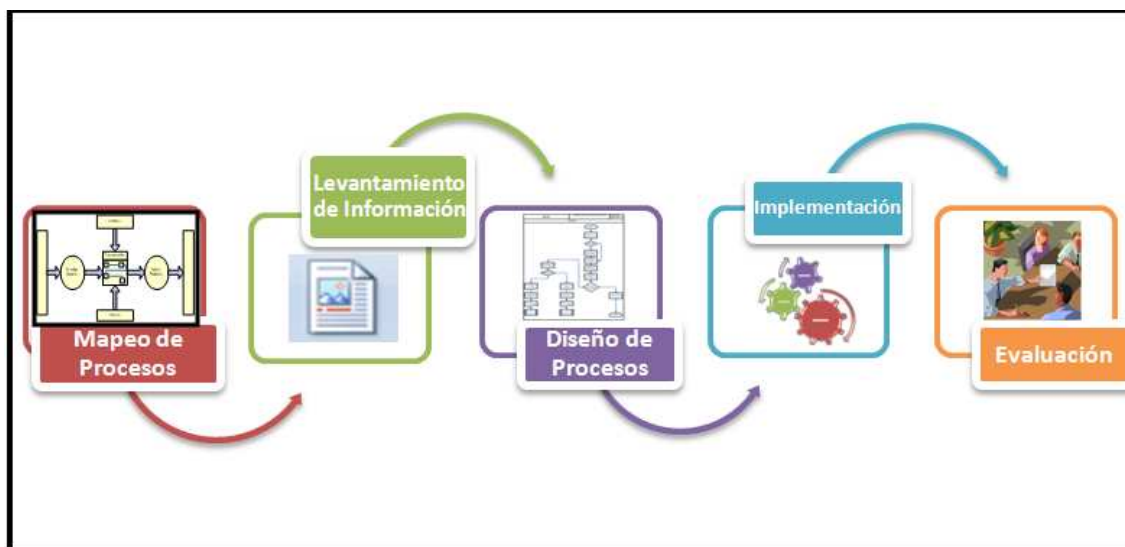 Mapeo de
Procesos
Levantamiento
de Información
Diseño de
Procesos
Implementación
Evaluación